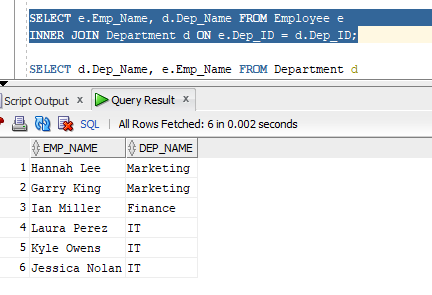 SELECT e.Emp_Name, d.Dep_Name FROM Employee e
INNER JOIN Department d ON e.Dep_ID = d.Dep_ID;
SELECT d.Dep_Name, e.Emp_Name FROM Department d
Script Output x Query Result x
SQL | All Rows Fetched: 6 in 0.002 seconds
EMP_NAME DEP_NAME
1 Hannah Lee Marketing
2 Garry King Marketing
3 Ian Miller Finance
4 Laura Perez IT
5 Kyle Owens IT
6 Jessica Nolan IT